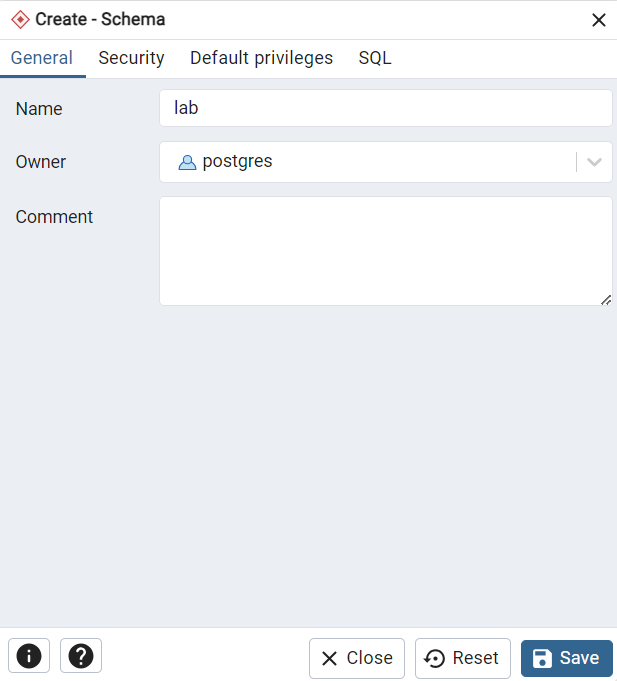 Create - Schema
General Security Default privileges SQL
Name lab
Owner postgres
Comment
Close Reset Save